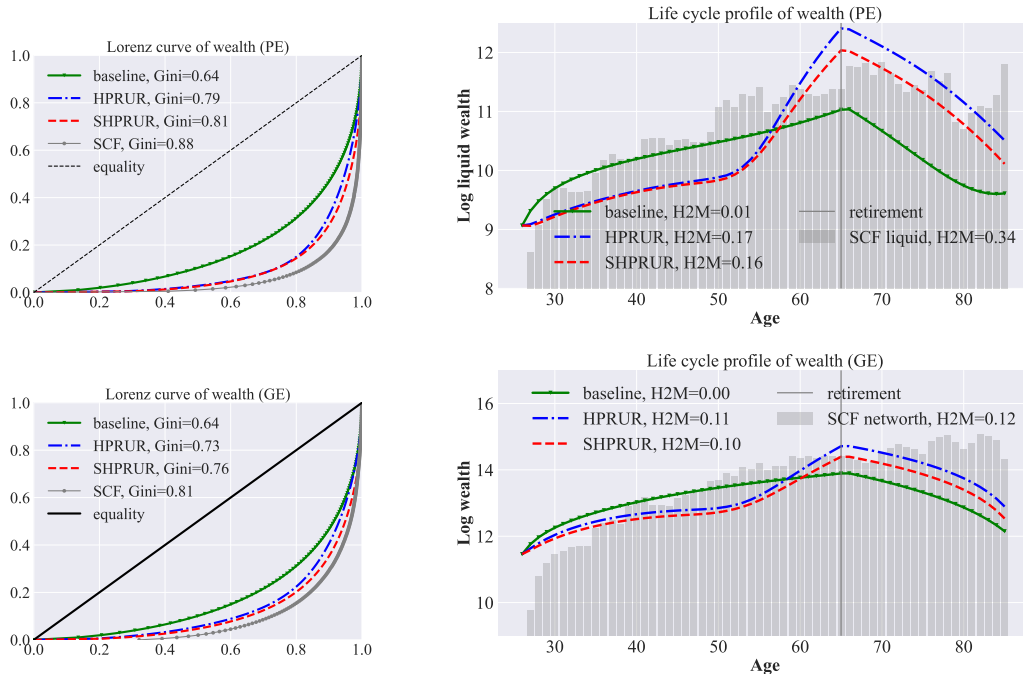 Lorenz curve of wealth (PE)
1.0
0.8
0.6
0.4
0.2
0.0
baseline, Gini=0.64
HPRUR, Gini=0.79
SHPRUR, Gini=0.81
SCF, Gini=0.88
equality
0.0 0.2 0.4 0.6 0.8 1.0
Life cycle profile of wealth (PE)
Log liquid wealth
12
11
10
9
8
baseline, H2M=0.01
HPRUR, H2M=0.17
SHPRUR, H2M=0.16
retirement
SCF liquid, H2M=0.34
30 40 50 60 70 80
Age
Lorenz curve of wealth (GE)
1.0
0.8
0.6
0.4
0.2
0.0
baseline, Gini=0.64
HPRUR, Gini=0.73
SHPRUR, Gini=0.76
SCF, Gini=0.81
equality
0.0 0.2 0.4 0.6 0.8 1.0
Life cycle profile of wealth (GE)
Log wealth
16
14
12
10
baseline, H2M=0.00
HPRUR, H2M=0.11
SHPRUR, H2M=0.10
retirement
SCF networth, H2M=0.12
30 40 50 60 70 80
Age